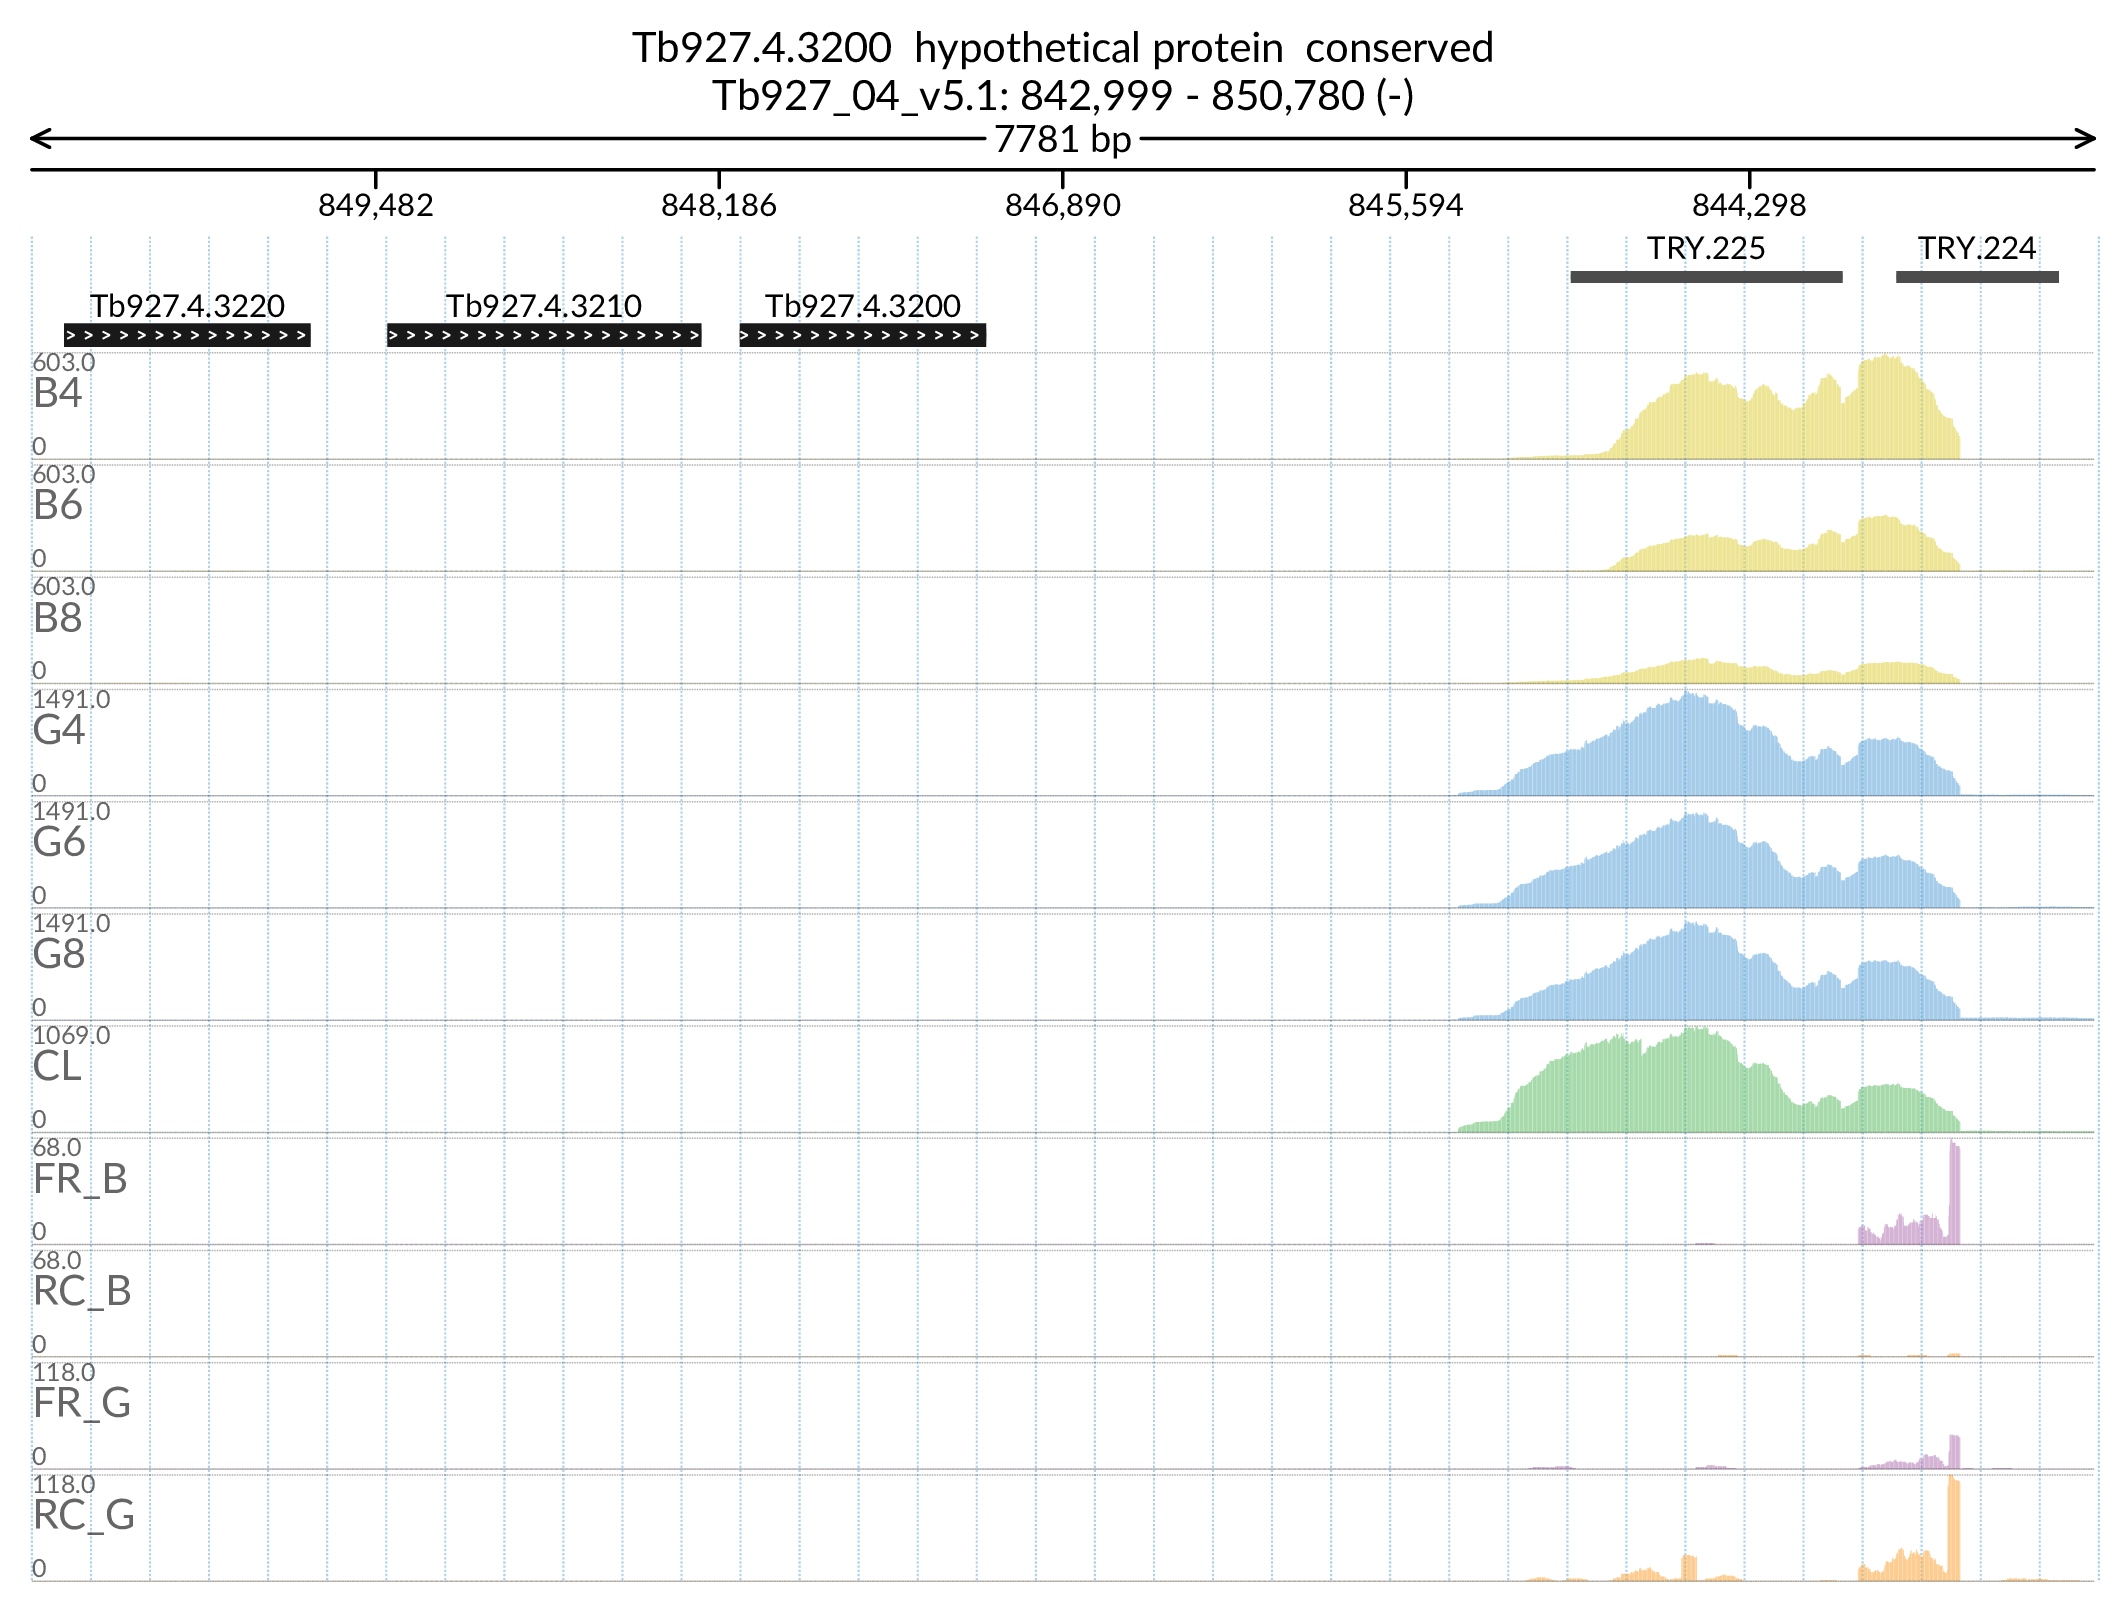 Tb927.4.3200  hypothetical protein  conserved
Tb927_04_v5.1: 842,999 - 850,780 (-)
7781 bp
849,482 848,186 846,890 845,594 844,298
TRY.225 TRY.224
Tb927.4.3220 Tb927.4.3210 Tb927.4.3200
603.0
B4
0
603.0
B6
0
603.0
B8
0
1491.0
G4
0
1491.0
G6
0
1491.0
G8
0
1069.0
CL
0
68.0
FR_B
0
68.0
RC_B
0
118.0
FR_G
0
118.0
RC_G
0